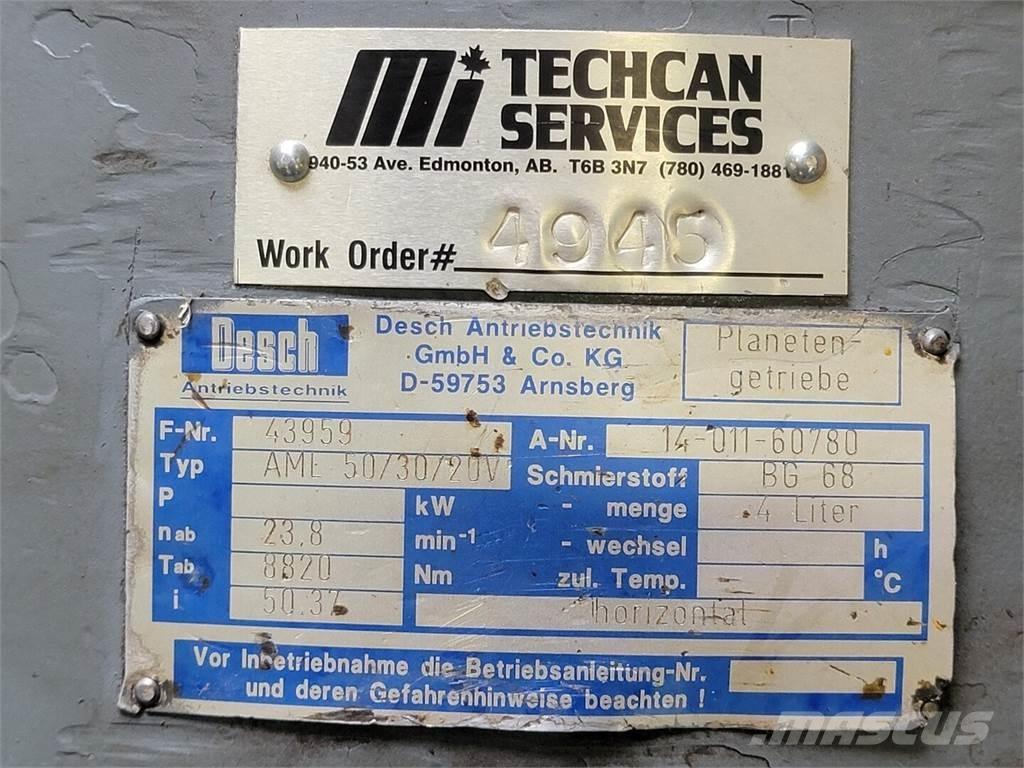 mi TECHCAN
SERVICES
940-53 Ave. Edmonton, AB. T6B 3N7 (780) 469-1881
Work Order# 4945
Desch
Antriebstechnik
Desch Antriebstechnik
GmbH & Co. KG
D-59753 Arnsberg
Planeten-
getriebe
F-Nr. 43959 A-Nr. 14-011-60780
Typ AME 50/30/20V Schmierstoff BG 68
P kW - menge 4 Liter
nab 23,8 min-1 - wechsel h
Tab 8820 Nm zul. Temp. °C
i 50.37 horizontal
Vor Inbetriebnahme die Betriebsanleitung-Nr.
und deren Gefahrenhinweise beachten !
MASCUS